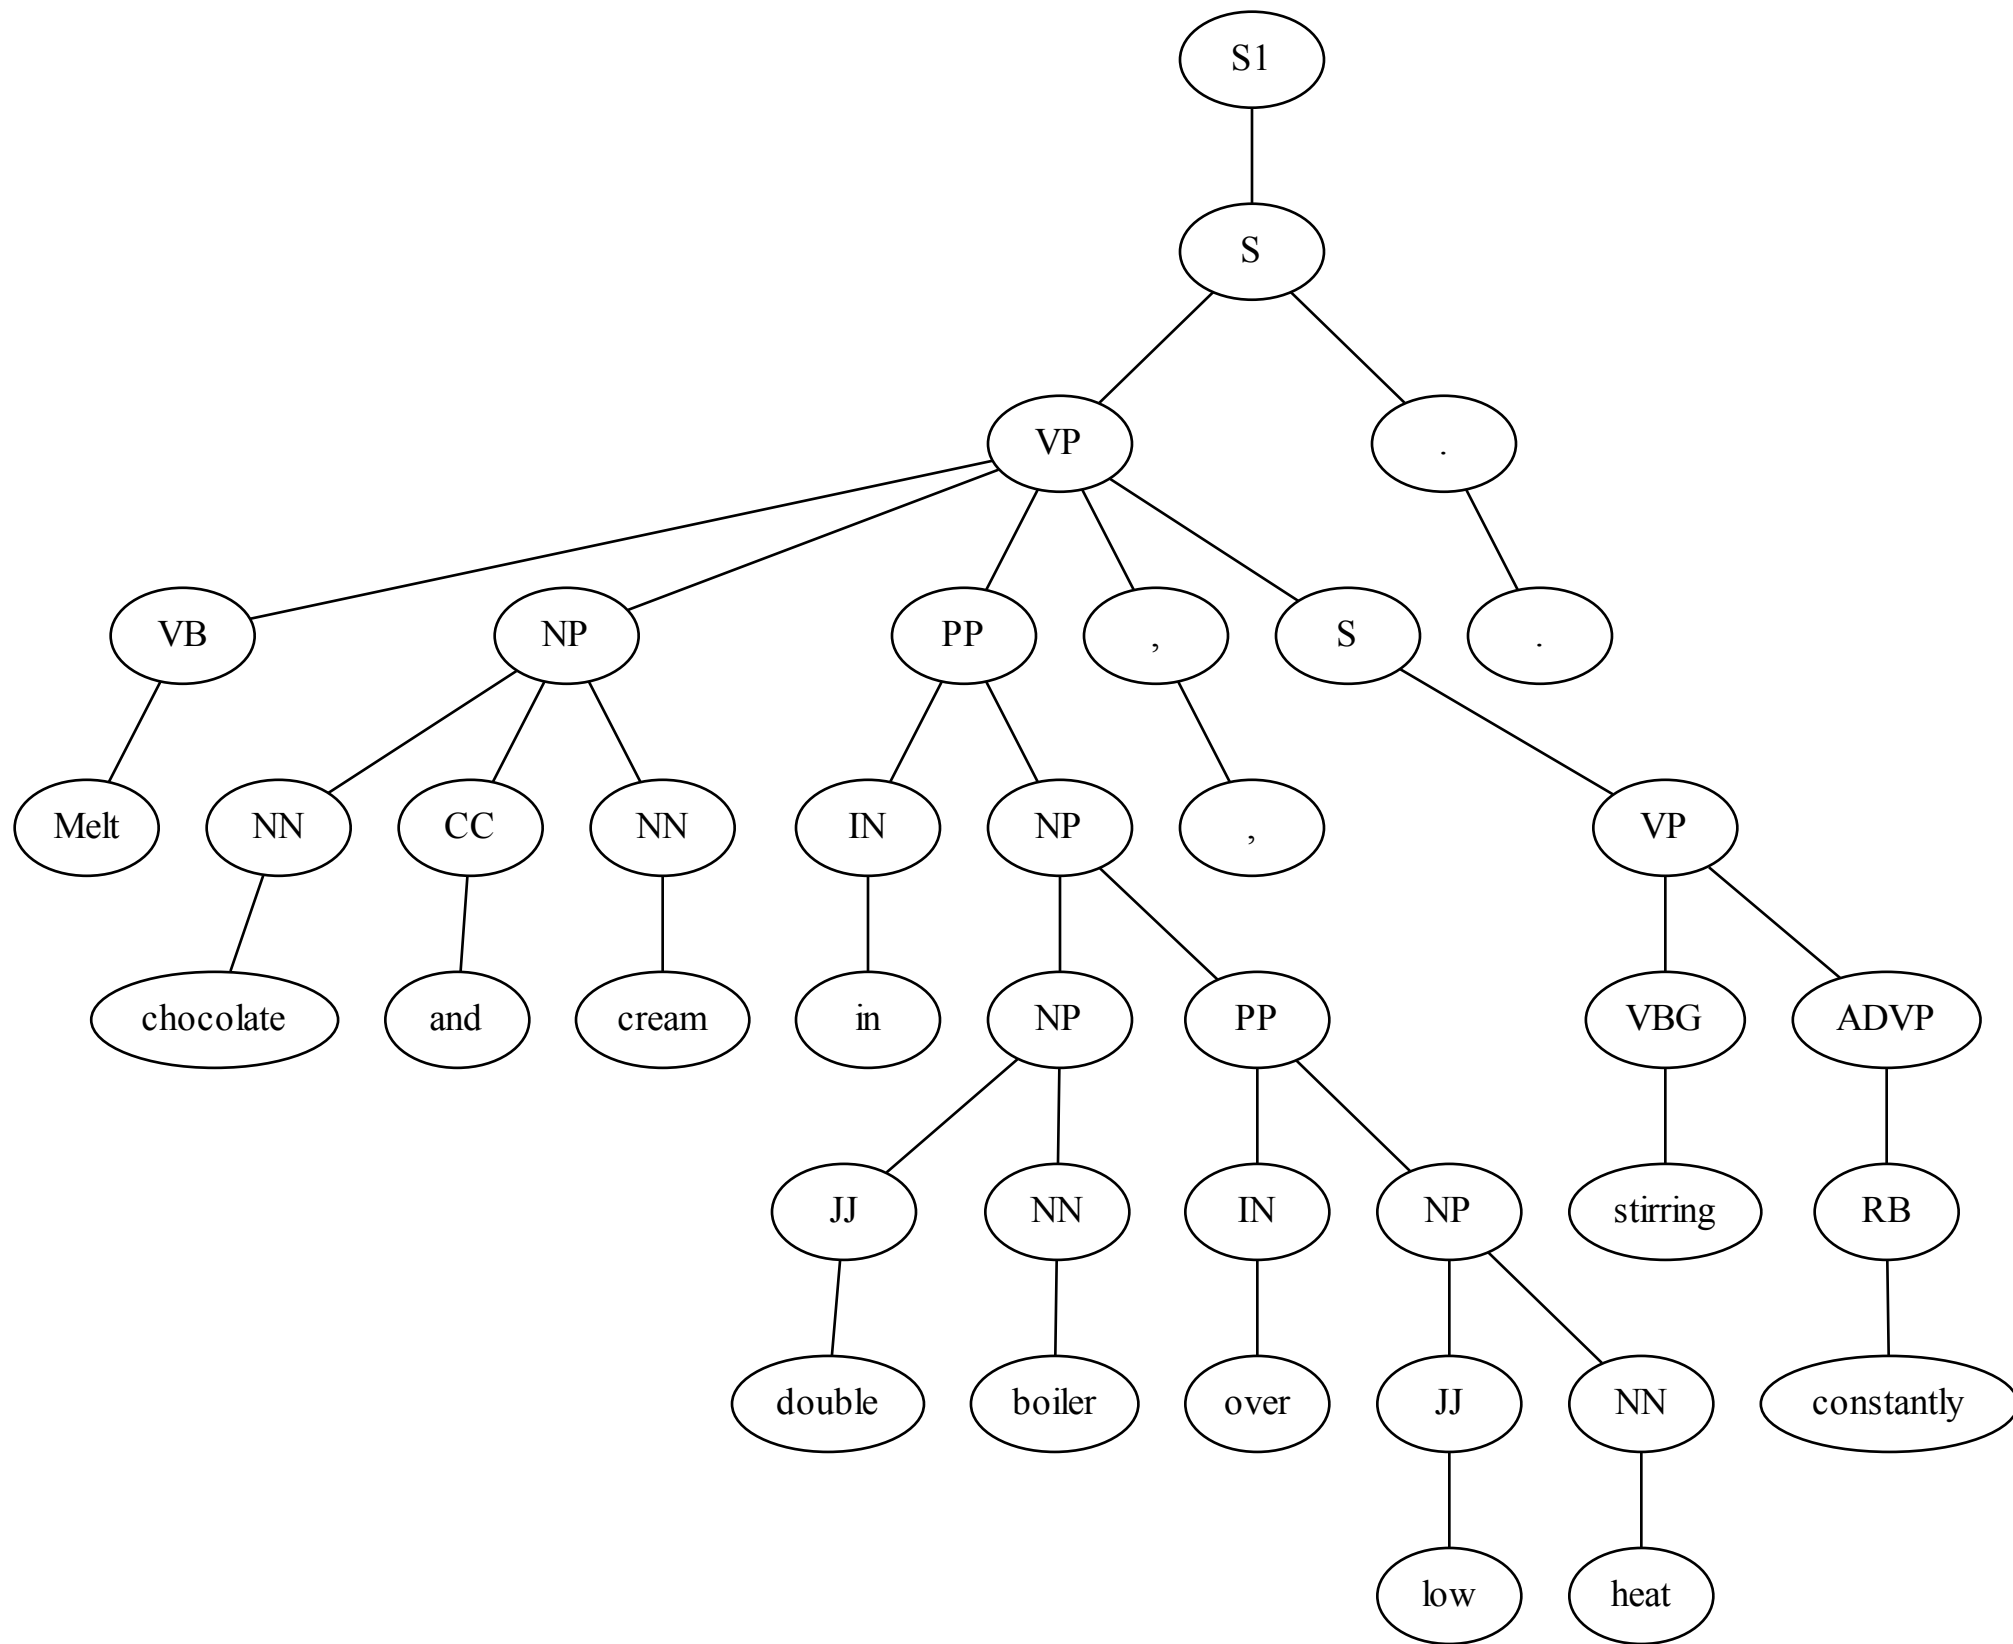 S1
S
VP .
VB NP PP , S .
Melt NN CC NN IN NP , VP
chocolate and cream in NP PP VBG ADVP
JJ NN IN NP stirring RB
double boiler over JJ NN constantly
low heat